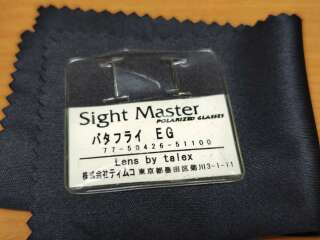 Sight Master
POLARIZED GLASSES
バタフライ EG
77-50426-51100
Lens by talex
株式会社ティムコ 東京都墨田区菊川3-1-11